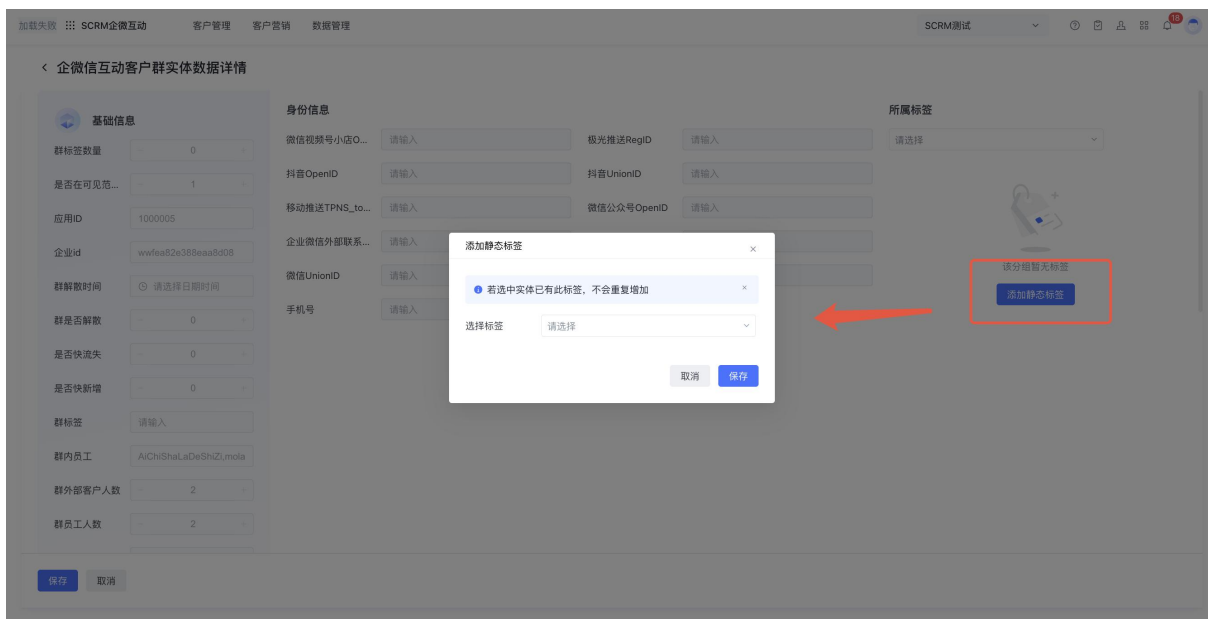 加载失败 SCRM企微互动 客户管理 客户营销 数据管理 SCRM测试 18
企微信互动客户群实体数据详情
基础信息
群标签数量 0
是否在可见范... 1
应用ID 1000005
企业id wwfea82e388eaa8d08
群解散时间 请选择日期时间
群是否解散 0
是否快流失 0
是否快新增 0
群标签 请输入
群内员工 AiChiShaLaDeShiZi,mola
群外部客户人数 2
群员工人数 2
身份信息
微信视频号小店O... 请输入 极光推送RegID 请输入
抖音OpenID 请输入 抖音UnionID 请输入
移动推送TPNS_to... 请输入 微信公众号OpenID 请输入
企业微信外部联系... 请输入
微信UnionID 请输入
手机号 请输入
所属标签
请选择
该分组暂无标签
添加静态标签
添加静态标签
若选中实体已有此标签，不会重复增加
选择标签 请选择
取消 保存
保存 取消